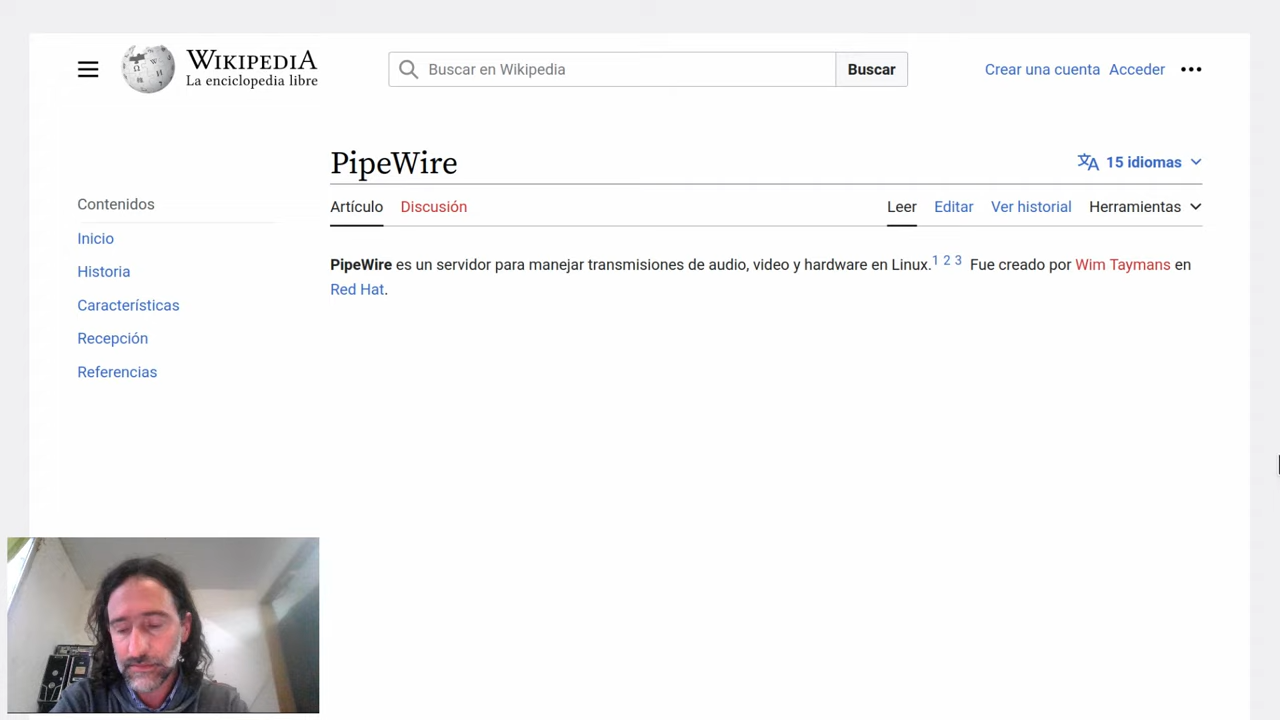 WIKIPEDIA
La enciclopedia libre
Buscar en Wikipedia
Buscar
Crear una cuenta Acceder
PipeWire
15 idiomas
Contenidos
Inicio
Historia
Características
Recepción
Referencias
Artículo Discusión
Leer Editar Ver historial Herramientas
PipeWire es un servidor para manejar transmisiones de audio, video y hardware en Linux.1 2 3 Fue creado por Wim Taymans en
Red Hat.